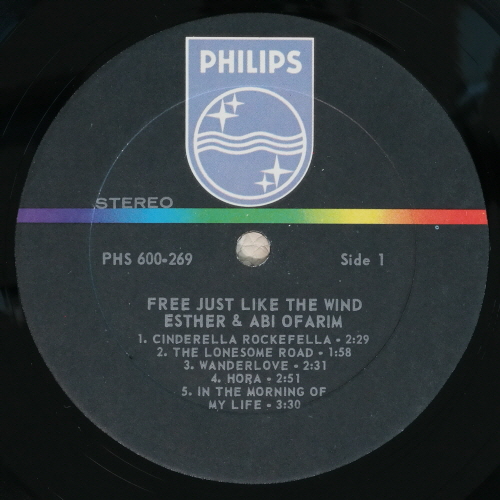 PHILIPS
STEREO
PHS 600-269
Side 1
FREE JUST LIKE THE WIND
ESTHER & ABI OFARIM
1. CINDERELLA ROCKEFELLA - 2:29
2. THE LONESOME ROAD - 1:58
3. WANDERLOVE - 2:31
4. HORA - 2:51
5. IN THE MORNING OF
MY LIFE - 3:30